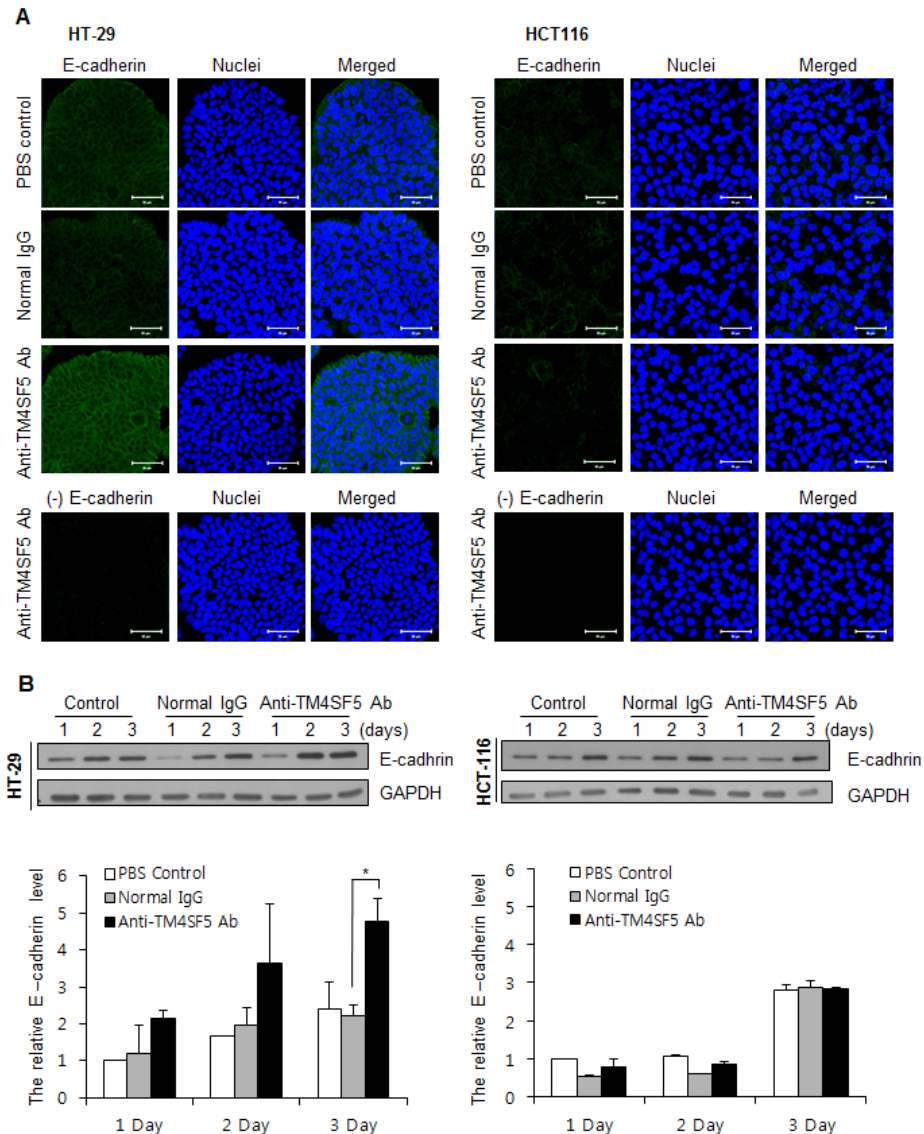 A
HT-29
HCT116
E-cadherin Nuclei Merged
E-cadherin Nuclei Merged
PBS control
PBS control
Normal IgG
Normal IgG
Anti-TM4SF5 Ab
Anti-TM4SF5 Ab
(-) E-cadherin Nuclei Merged
(-) E-cadherin Nuclei Merged
Anti-TM4SF5 Ab
Anti-TM4SF5 Ab
B
Control Normal IgG Anti-TM4SF5 Ab
1 2 3 1 2 3 1 2 3 (days)
HT-29
E-cadhrin
GAPDH
Control Normal IgG Anti-TM4SF5 Ab
1 2 3 1 2 3 1 2 3 (days)
HCT-116
E-cadhrin
GAPDH
The relative E–cadherin level
6
5
4
3
2
1
0
PBS Control
Normal IgG
Anti-TM4SF5 Ab
*
1 Day 2 Day 3 Day
The relative E–cadherin level
6
5
4
3
2
1
0
PBS Control
Normal IgG
Anti-TM4SF5 Ab
1 Day 2 Day 3 Day